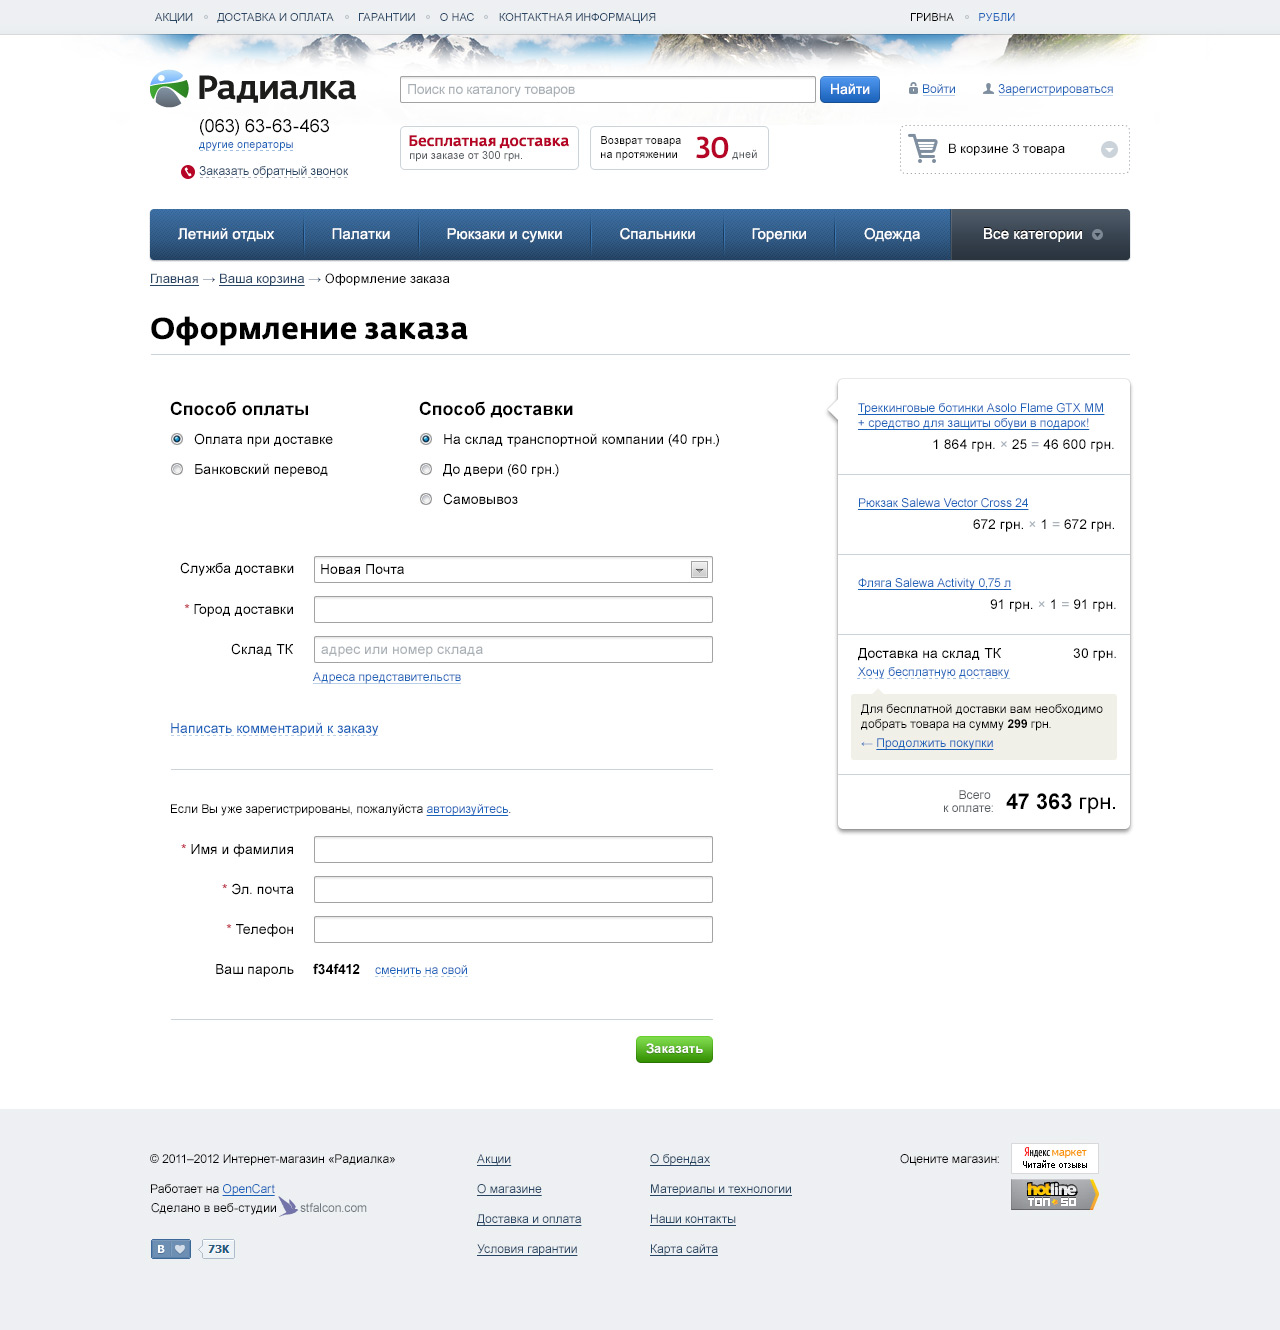 АКЦИИ ДОСТАВКА И ОПЛАТА ГАРАНТИИ О НАС КОНТАКТНАЯ ИНФОРМАЦИЯ ГРИВНА РУБЛИ
Радиалка
Поиск по каталогу товаров Найти Войти Зарегистрироваться
(063) 63-63-463
другие операторы
Заказать обратный звонок
Бесплатная доставка
при заказе от 300 грн.
Возврат товара
на протяжении 30 дней
В корзине 3 товара
Летний отдых Палатки Рюкзаки и сумки Спальники Горелки Одежда Все категории
Главная → Ваша корзина → Оформление заказа
Оформление заказа
Способ оплаты
Оплата при доставке
Банковский перевод
Способ доставки
На склад транспортной компании (40 грн.)
До двери (60 грн.)
Самовывоз
Служба доставки Новая Почта
* Город доставки
Склад ТК адрес или номер склада
Адреса представительств
Написать комментарий к заказу
Если Вы уже зарегистрированы, пожалуйста авторизуйтесь.
* Имя и фамилия
* Эл. почта
* Телефон
Ваш пароль f34f412 сменить на свой
Заказать
Треккинговые ботинки Asolo Flame GTX MM
+ средство для защиты обуви в подарок!
1 864 грн. × 25 = 46 600 грн.
Рюкзак Salewa Vector Cross 24
672 грн. × 1 = 672 грн.
Фляга Salewa Activity 0,75 л
91 грн. × 1 = 91 грн.
Доставка на склад ТК 30 грн.
Хочу бесплатную доставку
Для бесплатной доставки вам необходимо
добрать товара на сумму 299 грн.
← Продолжить покупки
Всего
к оплате: 47 363 грн.
© 2011–2012 Интернет-магазин «Радиалка»
Работает на OpenCart
Сделано в веб-студии stfalcon.com
В 73K
Акции
О магазине
Доставка и оплата
Условия гарантии
О брендах
Материалы и технологии
Наши контакты
Карта сайта
Оцените магазин:
Яндекс маркет
Читайте отзывы
hotline
ТОП-50